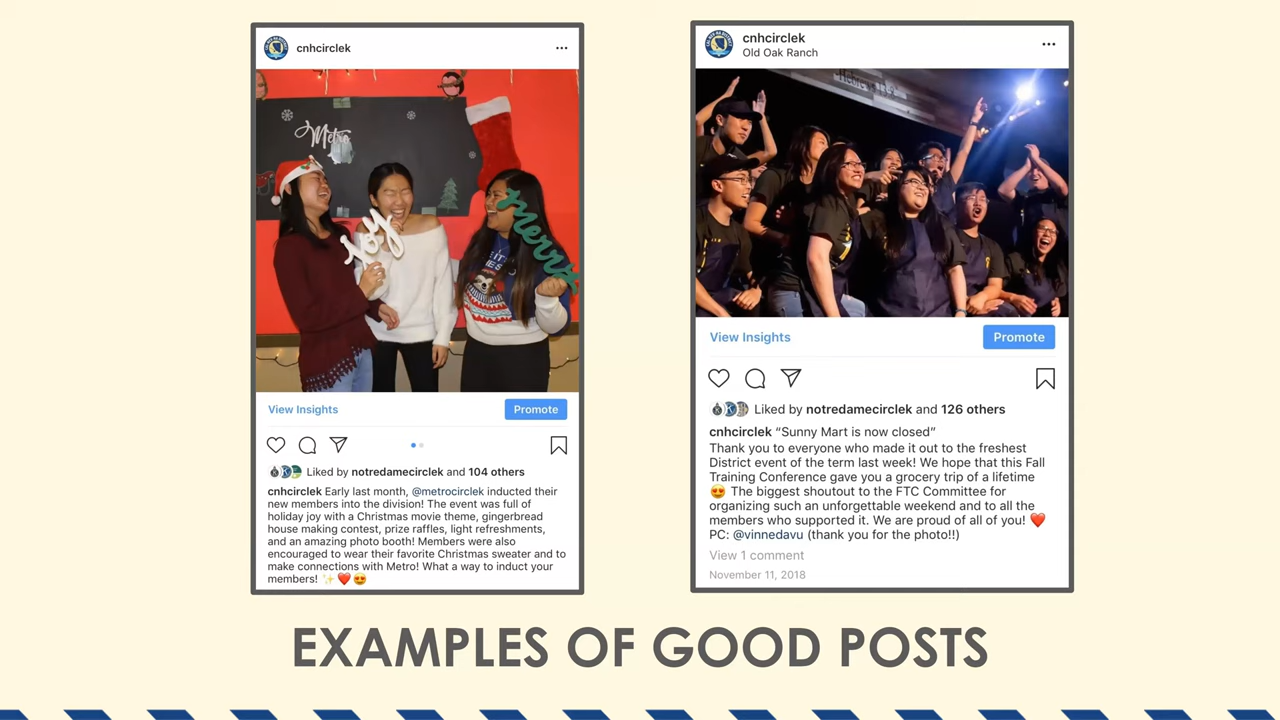 cnhcirclek
Metro
joy
merry
View Insights
Promote
Liked by notredamecirclek and 104 others
cnhcirclek Early last month, @metrocirclek inducted their
new members into the division! The event was full of
holiday joy with a Christmas movie theme, gingerbread
house making contest, prize raffles, light refreshments,
and an amazing photo booth! Members were also
encouraged to wear their favorite Christmas sweater and to
make connections with Metro! What a way to induct your
members! ✨❤️😍
cnhcirclek
Old Oak Ranch
View Insights
Promote
Liked by notredamecirclek and 126 others
cnhcirclek “Sunny Mart is now closed”
Thank you to everyone who made it out to the freshest
District event of the term last week! We hope that this Fall
Training Conference gave you a grocery trip of a lifetime
😍 The biggest shoutout to the FTC Committee for
organizing such an unforgettable weekend and to all the
members who supported it. We are proud of all of you! ❤️
PC: @vinnedavu (thank you for the photo!!)
View 1 comment
November 11, 2018
EXAMPLES OF GOOD POSTS